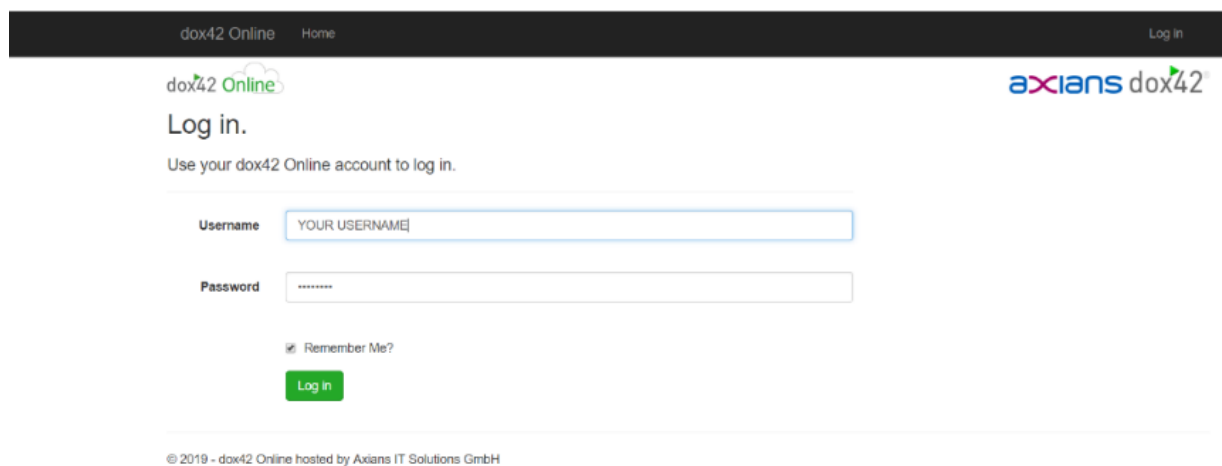 dox42 Online Home Log in
dox42 Online axians dox42®
Log in.
Use your dox42 Online account to log in.
Username YOUR USERNAME
Password ••••••••
Remember Me?
Log in
© 2019 - dox42 Online hosted by Axians IT Solutions GmbH